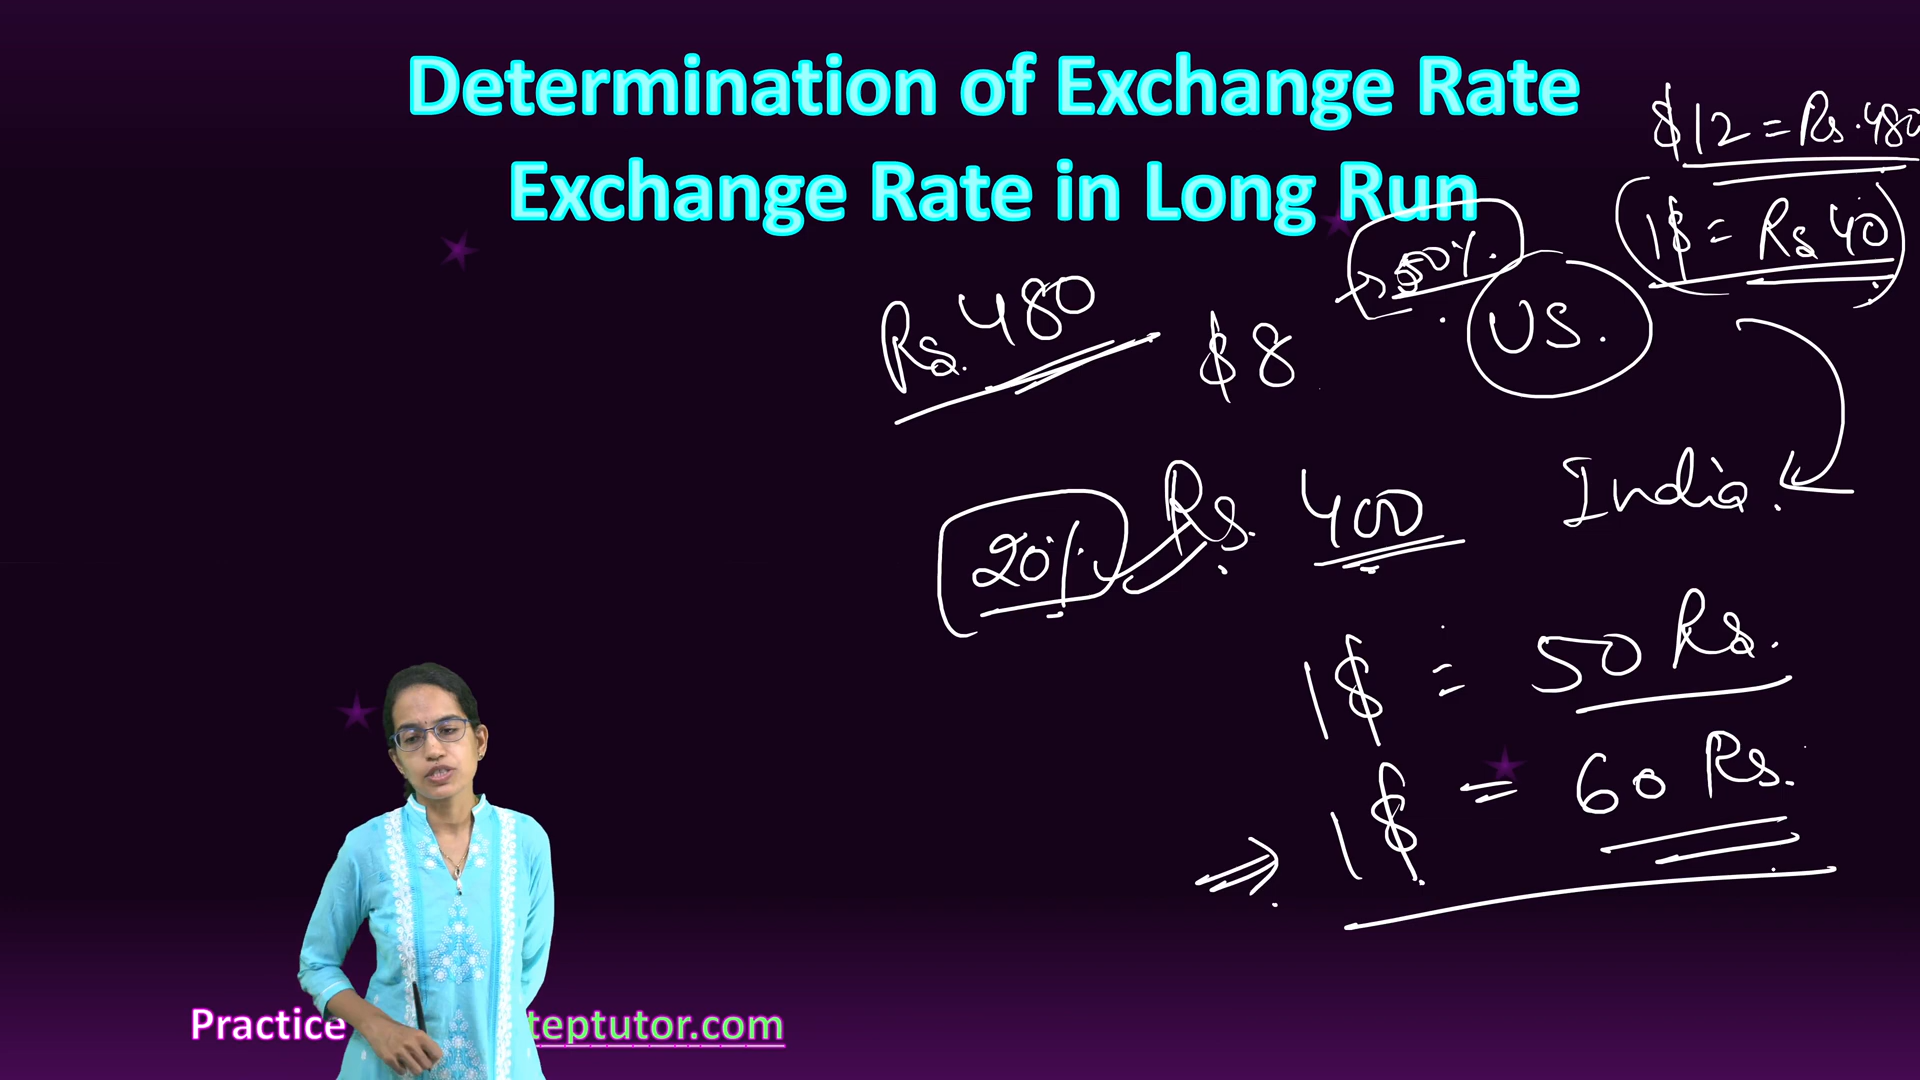 Determination of Exchange Rate
Exchange Rate in Long Run
$12 = Rs. 480
1$ = Rs 40
50%.
US.
Rs. 480
$8
India.
20%
Rs. 400
1$ = 50 Rs.
1$ = 60 Rs.
Practice
teptutor.com